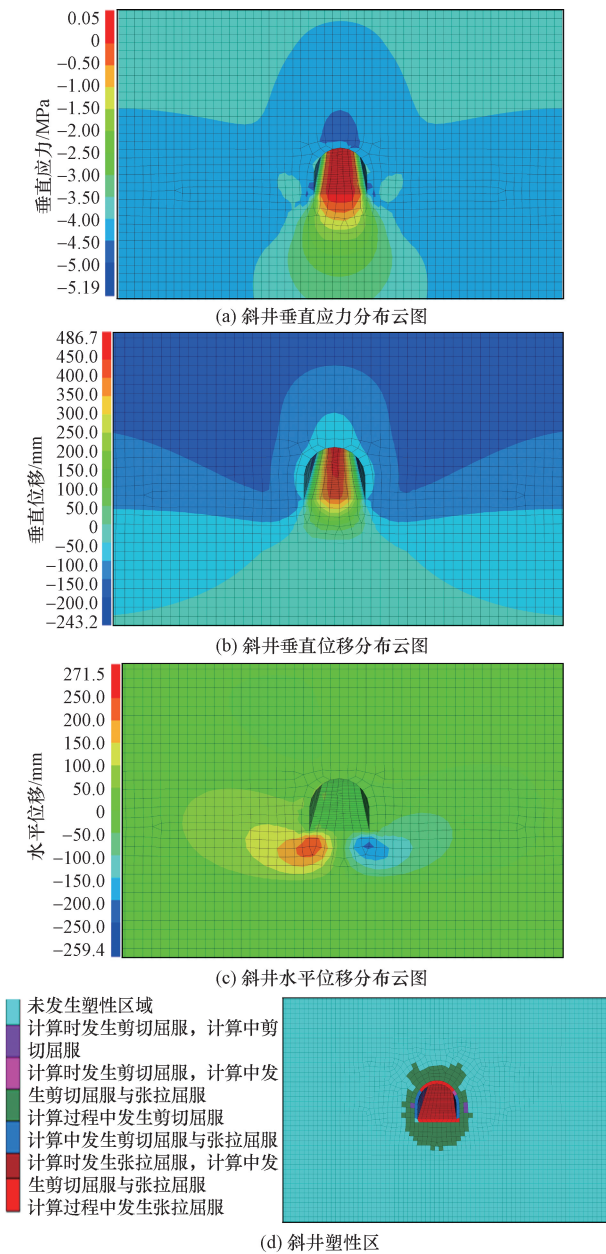 0.05
0
−0.50
−1.00
−1.50
−2.00
−2.50
−3.00
−3.50
−4.00
−4.50
−5.00
−5.19
垂直应力/MPa
(a) 斜井垂直应力分布云图
486.7
450.0
400.0
350.0
300.0
250.0
200.0
150.0
100.0
50.0
0
−50.0
−100.0
−150.0
−200.0
−243.2
垂直位移/mm
(b) 斜井垂直位移分布云图
271.5
250.0
200.0
150.0
100.0
50.0
0
−50.0
−100.0
−150.0
−200.0
−250.0
−259.4
水平位移/mm
(c) 斜井水平位移分布云图
未发生塑性区域
计算时发生剪切屈服，计算中剪
切屈服
计算时发生剪切屈服，计算中发
生剪切屈服与张拉屈服
计算过程中发生剪切屈服
计算中发生剪切屈服与张拉屈服
计算时发生张拉屈服，计算中发
生剪切屈服与张拉屈服
计算过程中发生张拉屈服
(d) 斜井塑性区